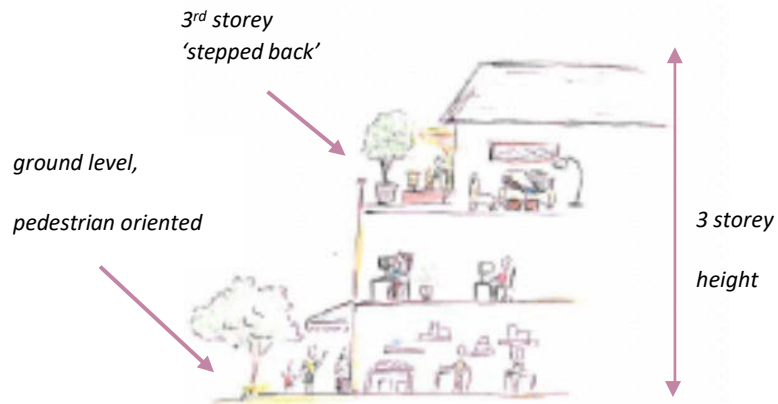 3rd storey
‘stepped back’
ground level,
pedestrian oriented
3 storey
height